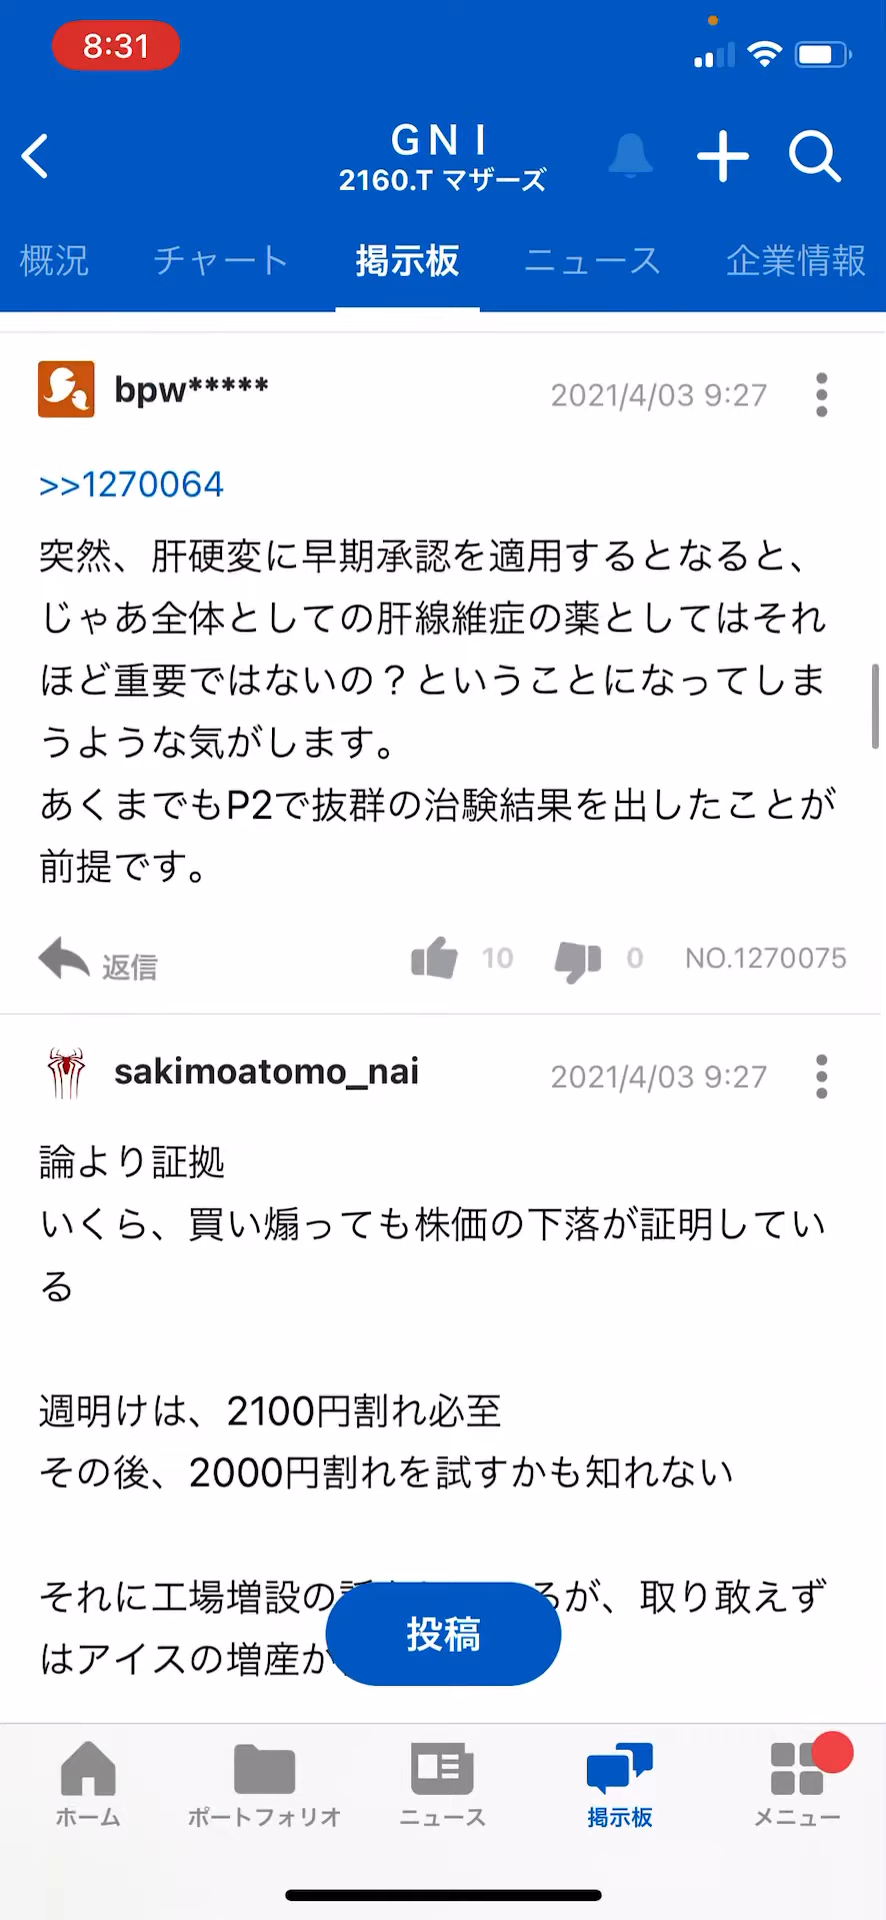 8:31
GNI
2160.T マザーズ
概況 チャート 掲示板 ニュース 企業情報
bpw***** 2021/4/03 9:27
>>1270064
突然、肝硬変に早期承認を適用するとなると、
じゃあ全体としての肝線維症の薬としてはそれ
ほど重要ではないの？ということになってしま
うような気がします。
あくまでもP2で抜群の治験結果を出したことが
前提です。
返信 10 0 NO.1270075
sakimoatomo_nai 2021/4/03 9:27
論より証拠
いくら、買い煽っても株価の下落が証明してい
る
週明けは、2100円割れ必至
その後、2000円割れを試すかも知れない
それに工場増設の るが、取り敢えず
はアイスの増産か
投稿
ホーム ポートフォリオ ニュース 掲示板 メニュー